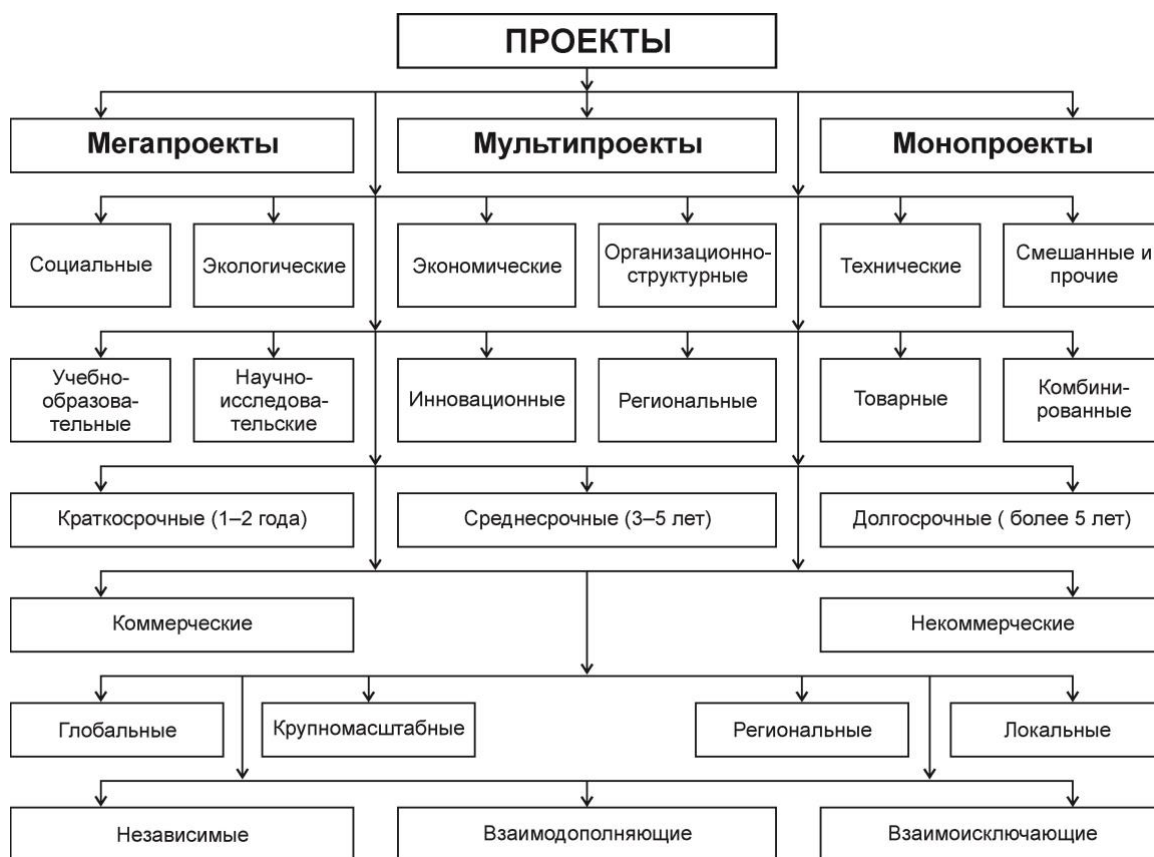 ПРОЕКТЫ
Мегапроекты
Мультипроекты
Монопроекты
Социальные
Экологические
Экономические
Организационно-
структурные
Технические
Смешанные и
прочие
Учебно-
образова-
тельные
Научно-
исследова-
тельские
Инновационные
Региональные
Товарные
Комбини-
рованные
Краткосрочные (1–2 года)
Среднесрочные (3–5 лет)
Долгосрочные ( более 5 лет)
Коммерческие
Некоммерческие
Глобальные
Крупномасштабные
Региональные
Локальные
Независимые
Взаимодополняющие
Взаимоисключающие